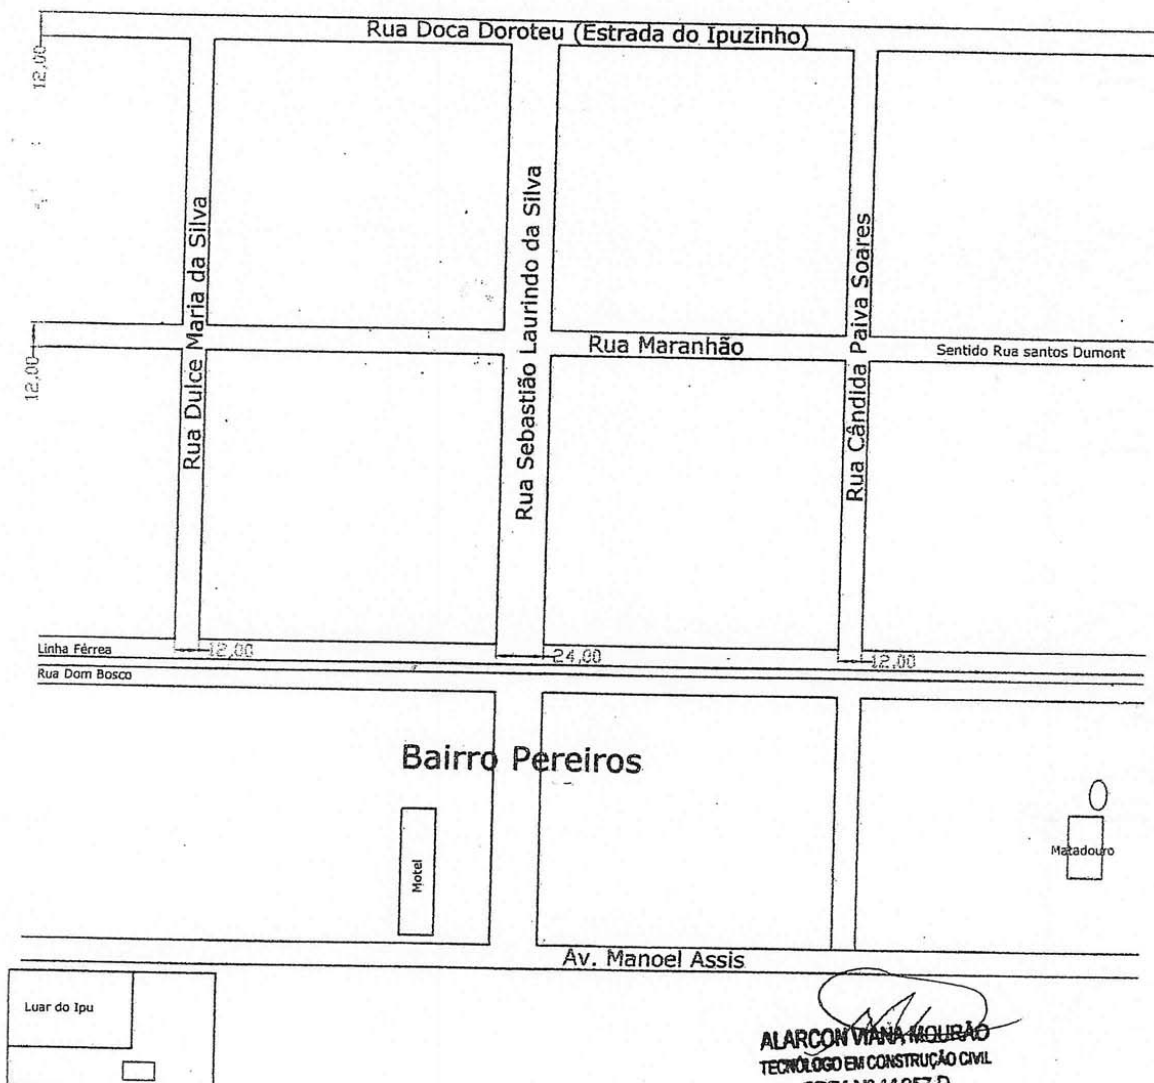 Rua Doca Doroteu (Estrada do Ipuzinho)
12,00
Rua Dulce Maria da Silva
Rua Sebastião Laurindo da Silva
Rua Cândida Paiva Soares
12,00
Rua Maranhão
Sentido Rua santos Dumont
Linha Férrea
12,00
24,00
12,00
Rua Dom Bosco
Bairro Pereiros
Motel
Matadouro
Av. Manoel Assis
Luar do Ipu
ALARCON VIANA MOURÃO
TECNÓLOGO EM CONSTRUÇÃO CIVIL